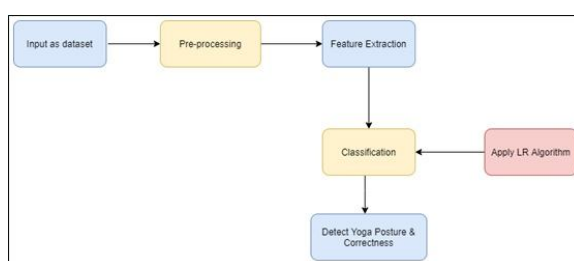 Input as dataset
Pre-processing
Feature Extraction
Classification
Apply LR Algorithm
Detect Yoga Posture &
Correctness